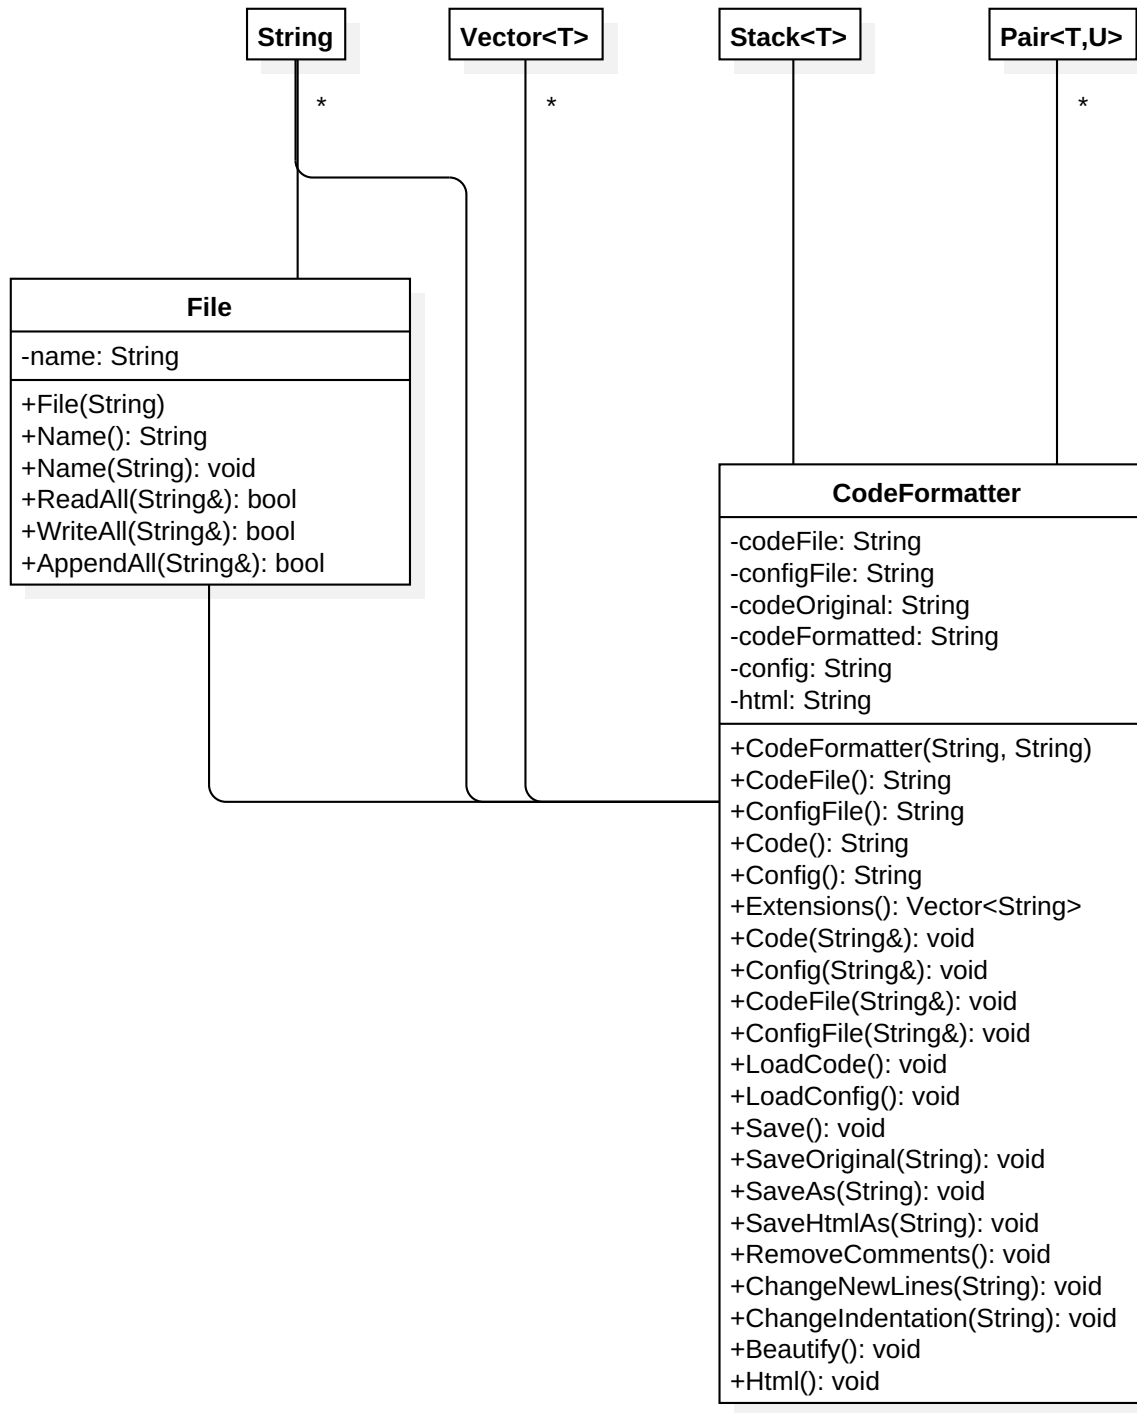 String
Vector<T>
Stack<T>
Pair<T,U>
*
*
*
File
-name: String
+File(String)
+Name(): String
+Name(String): void
+ReadAll(String&): bool
+WriteAll(String&): bool
+AppendAll(String&): bool
CodeFormatter
-codeFile: String
-configFile: String
-codeOriginal: String
-codeFormatted: String
-config: String
-html: String
+CodeFormatter(String, String)
+CodeFile(): String
+ConfigFile(): String
+Code(): String
+Config(): String
+Extensions(): Vector<String>
+Code(String&): void
+Config(String&): void
+CodeFile(String&): void
+ConfigFile(String&): void
+LoadCode(): void
+LoadConfig(): void
+Save(): void
+SaveOriginal(String): void
+SaveAs(String): void
+SaveHtmlAs(String): void
+RemoveComments(): void
+ChangeNewLines(String): void
+ChangeIndentation(String): void
+Beautify(): void
+Html(): void